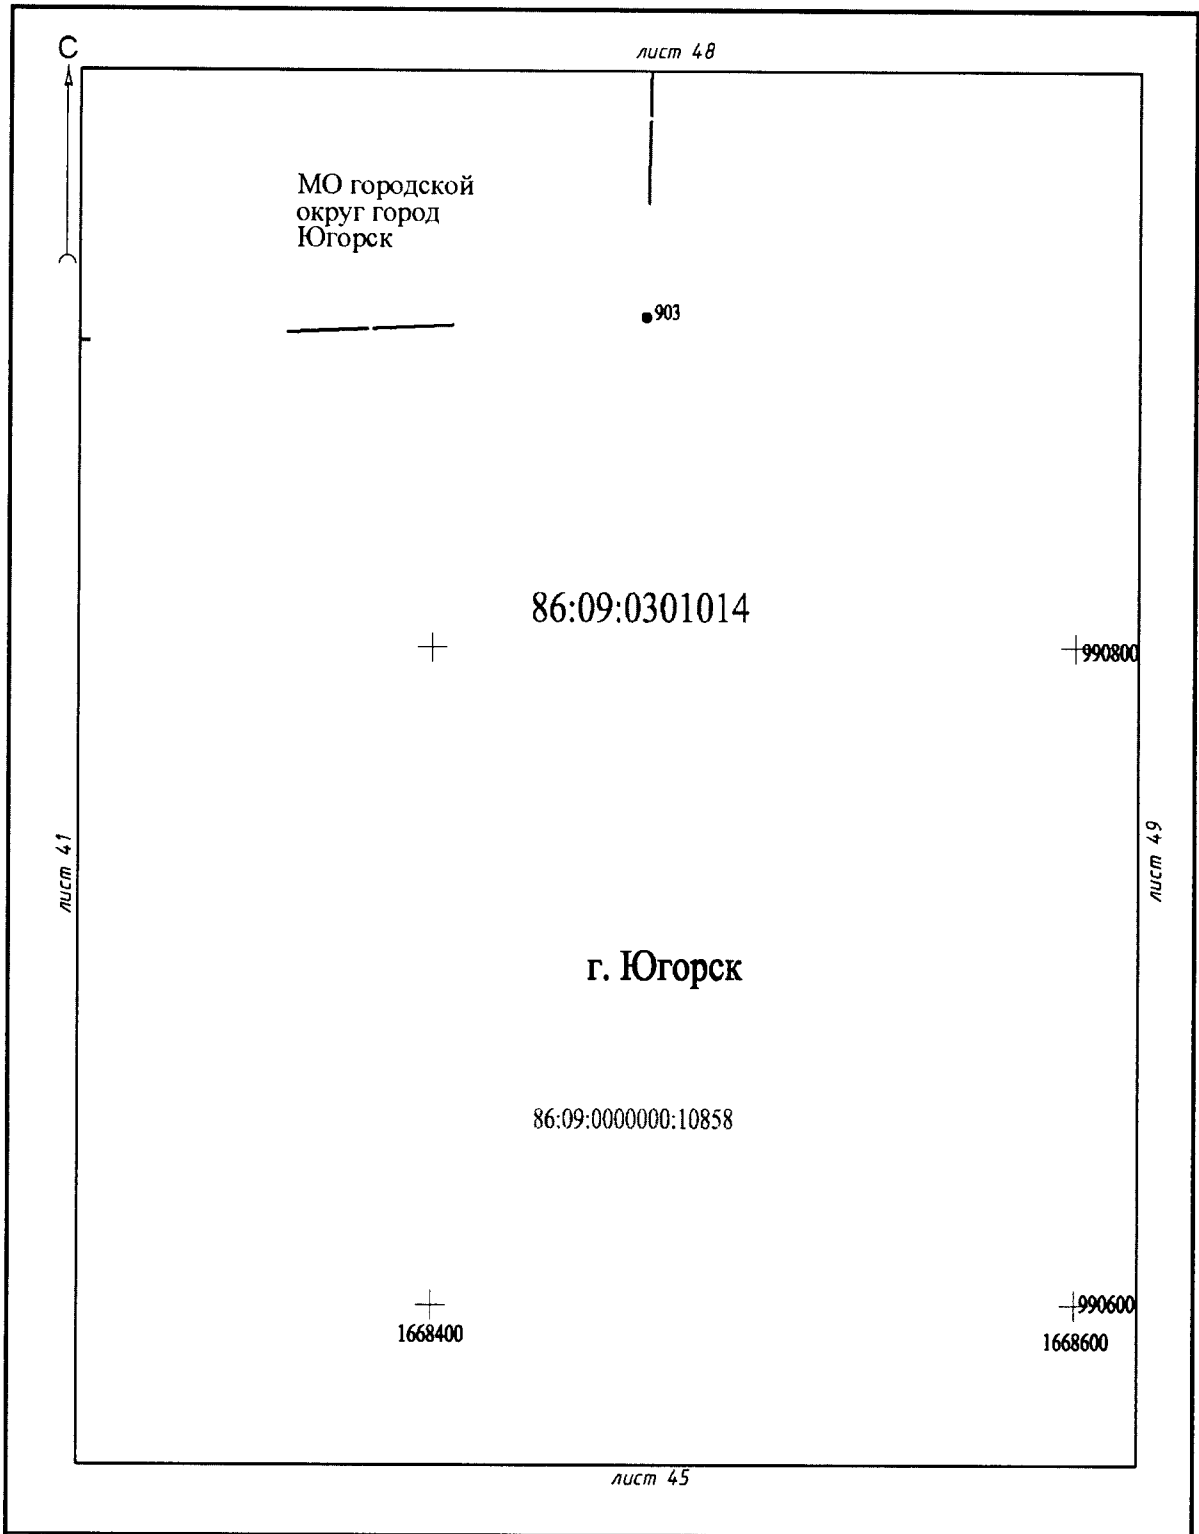 С
лист 48
МО городской
округ город
Югорск
903
86:09:0301014
990800
лист 41
лист 49
г. Югорск
86:09:0000000:10858
990600
1668400
1668600
лист 45